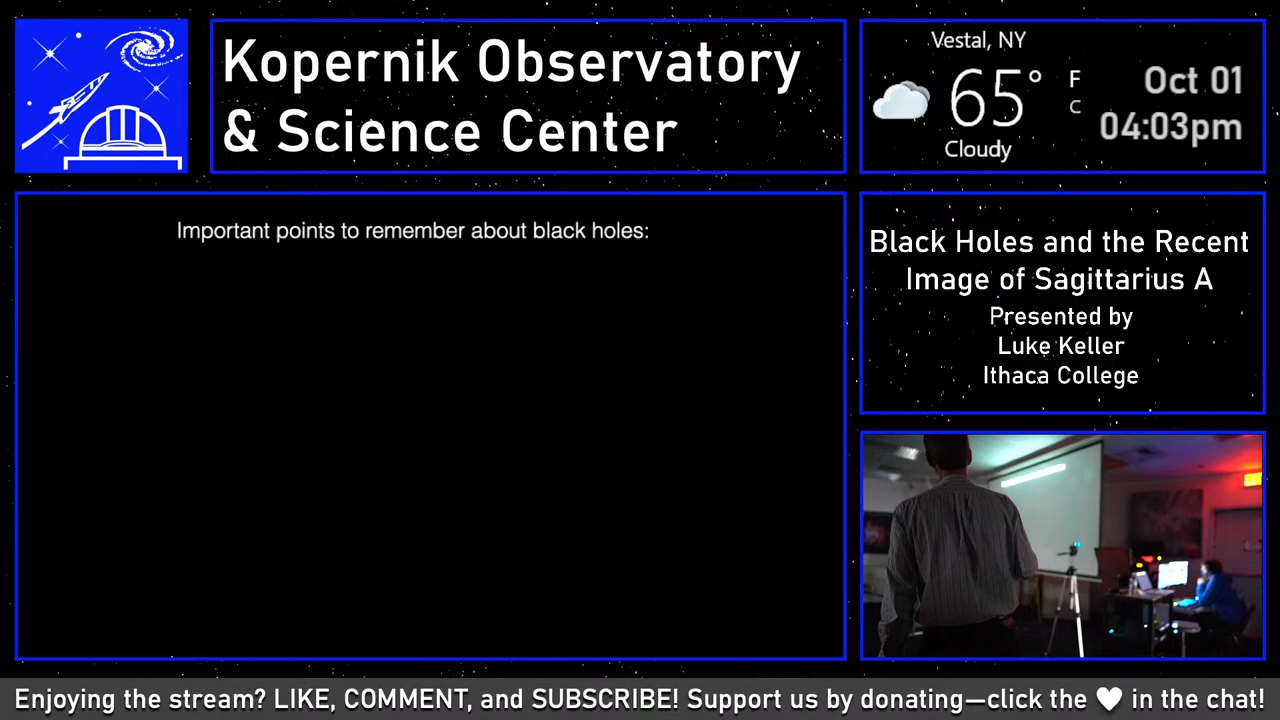 Kopernik Observatory
& Science Center
Vestal, NY
65° F
C
Cloudy
Oct 01
04:03pm
Important points to remember about black holes:
Black Holes and the Recent
Image of Sagittarius A
Presented by
Luke Keller
Ithaca College
Enjoying the stream? LIKE, COMMENT, and SUBSCRIBE! Support us by donating—click the ♥ in the chat!